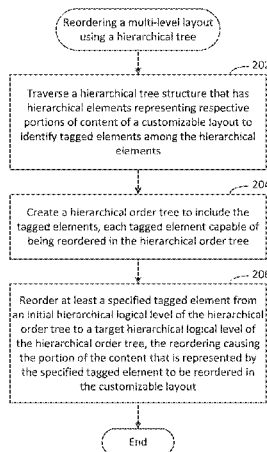 Reordering a multi-level layout
using a hierarchical tree
202
Traverse a hierarchical tree structure that has
hierarchical elements representing respective
portions of content of a customizable layout to
identify tagged elements among the hierarchical
elements
204
Create a hierarchical order tree to include the
tagged elements, each tagged element capable of
being reordered in the hierarchical order tree
206
Reorder at least a specified tagged element from
an initial hierarchical logical level of the hierarchical
order tree to a target hierarchical logical level of
the hierarchical order tree, the reordering causing
the portion of the content that is represented by
the specified tagged element to be reordered in
the customizable layout
End